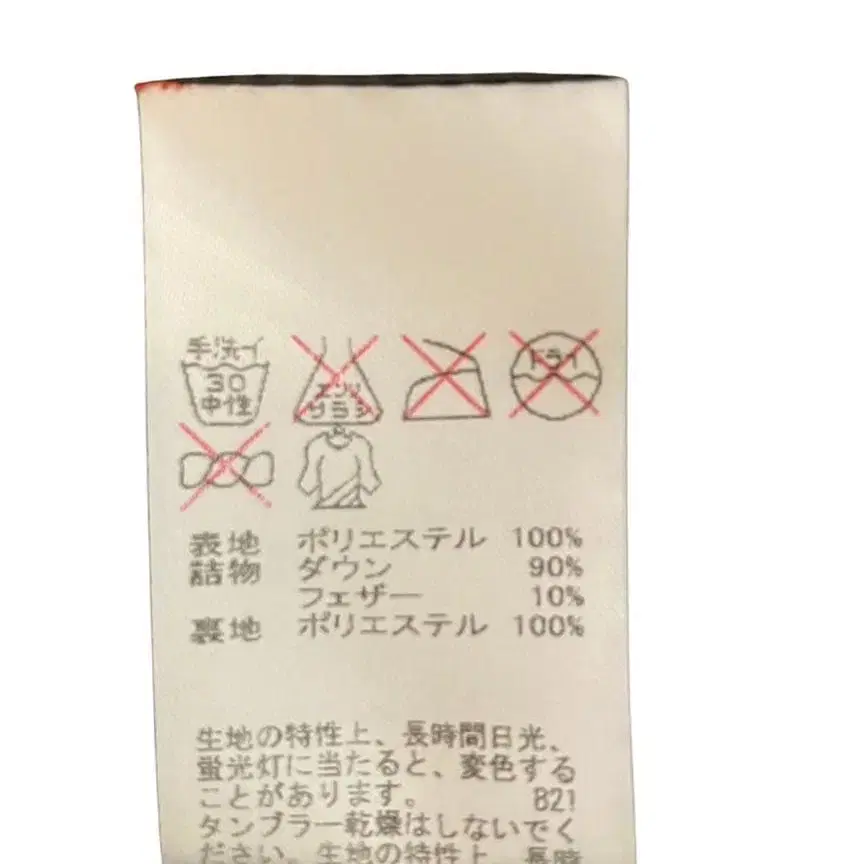 手洗イ
30
中性
エンソ
サラシ
ドライ
表地 ポリエステル 100%
詰物 ダウン 90%
フェザー 10%
裏地 ポリエステル 100%
生地の特性上、長時間日光、
蛍光灯に当たると、変色する
ことがあります。 821
タンブラー乾燥はしないでく
ださい。生地の特性上、長時